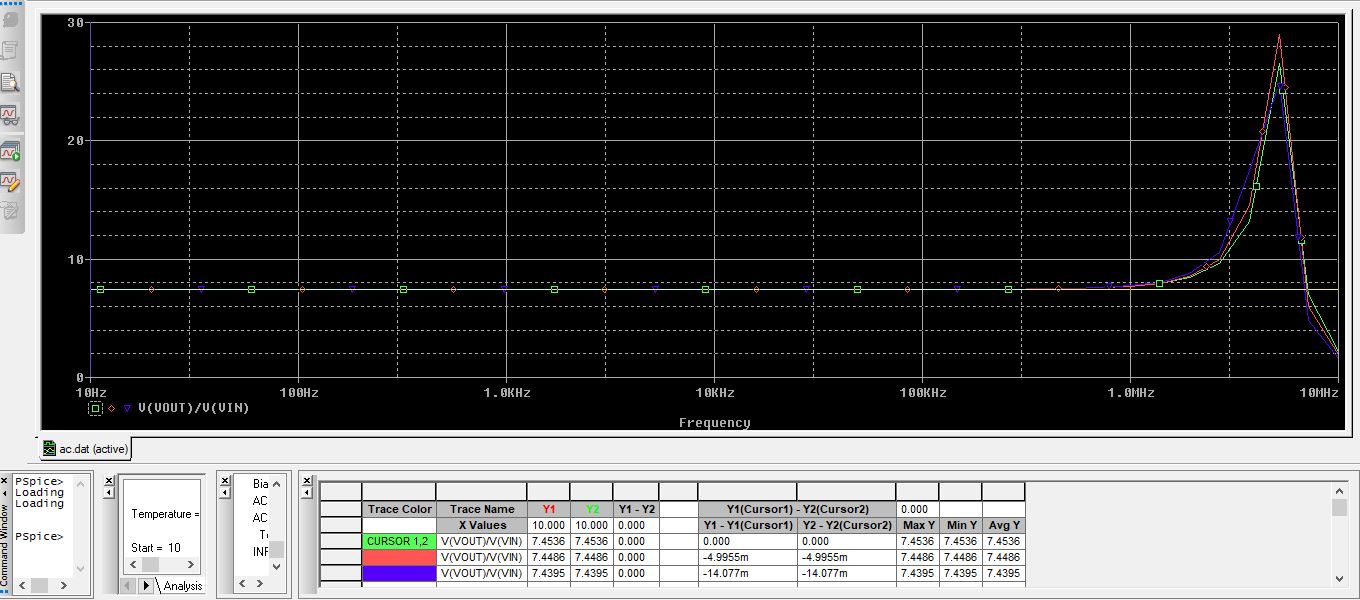 30
20
10
0
10Hz 100Hz 1.0KHz 10KHz 100KHz 1.0MHz 10MHz
V(VOUT)/V(VIN)
Frequency
ac.dat (active)
Command Window
PSpice>
Loading
Loading
PSpice>
Temperature =
Start = 10
Analysis
Bia
AC
AC
INF
Y1(Cursor1) - Y2(Cursor2) 0.000
Trace Color Trace Name Y1 Y2 Y1 - Y2 Y1 - Y1(Cursor1) Y2 - Y2(Cursor2) Max Y Min Y Avg Y
X Values 10.000 10.000 0.000
CURSOR 1,2 V(VOUT)/V(VIN) 7.4536 7.4536 0.000 0.000 0.000 7.4536 7.4536 7.4536
V(VOUT)/V(VIN) 7.4486 7.4486 0.000 -4.9955m -4.9955m 7.4486 7.4486 7.4486
V(VOUT)/V(VIN) 7.4395 7.4395 0.000 -14.077m -14.077m 7.4395 7.4395 7.4395